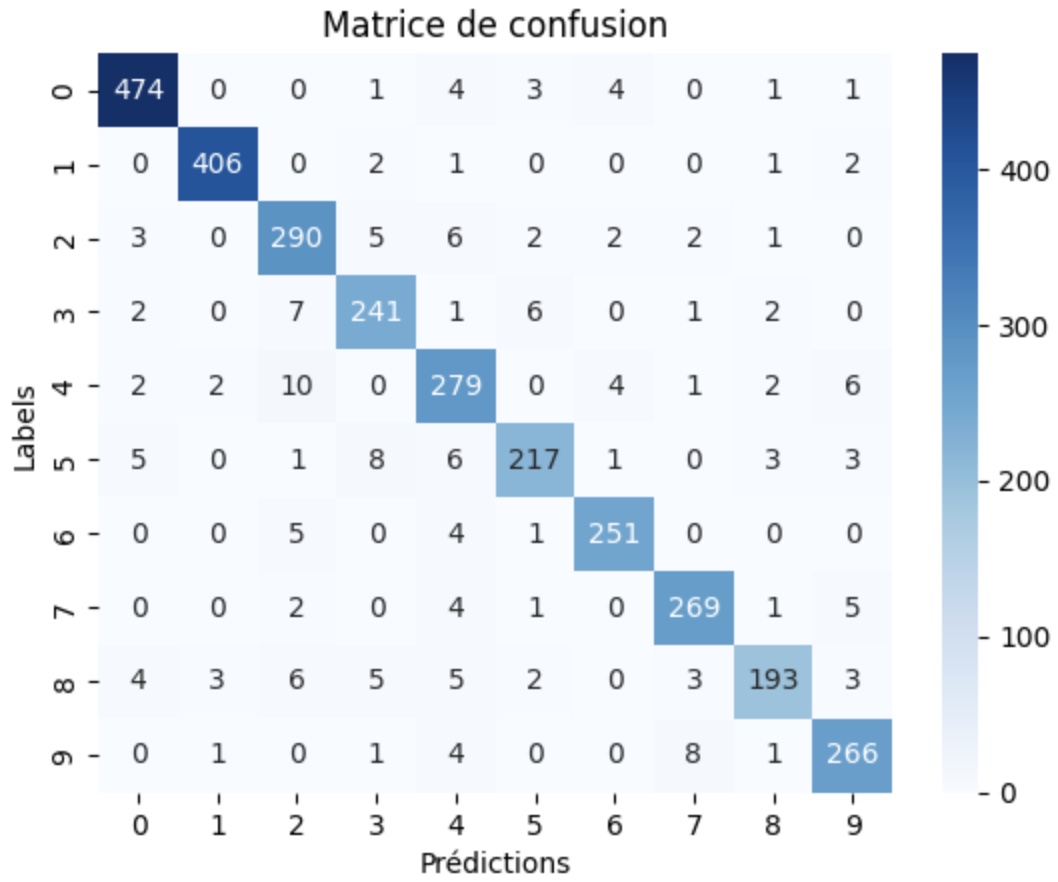 Matrice de confusion
0 474 0 0 1 4 3 4 0 1 1
1 0 406 0 2 1 0 0 0 1 2
2 3 0 290 5 6 2 2 2 1 0
3 2 0 7 241 1 6 0 1 2 0
4 2 2 10 0 279 0 4 1 2 6
5 5 0 1 8 6 217 1 0 3 3
6 0 0 5 0 4 1 251 0 0 0
7 0 0 2 0 4 1 0 269 1 5
8 4 3 6 5 5 2 0 3 193 3
9 0 1 0 1 4 0 0 8 1 266
0 1 2 3 4 5 6 7 8 9
Prédictions
Labels
400
300
200
100
0